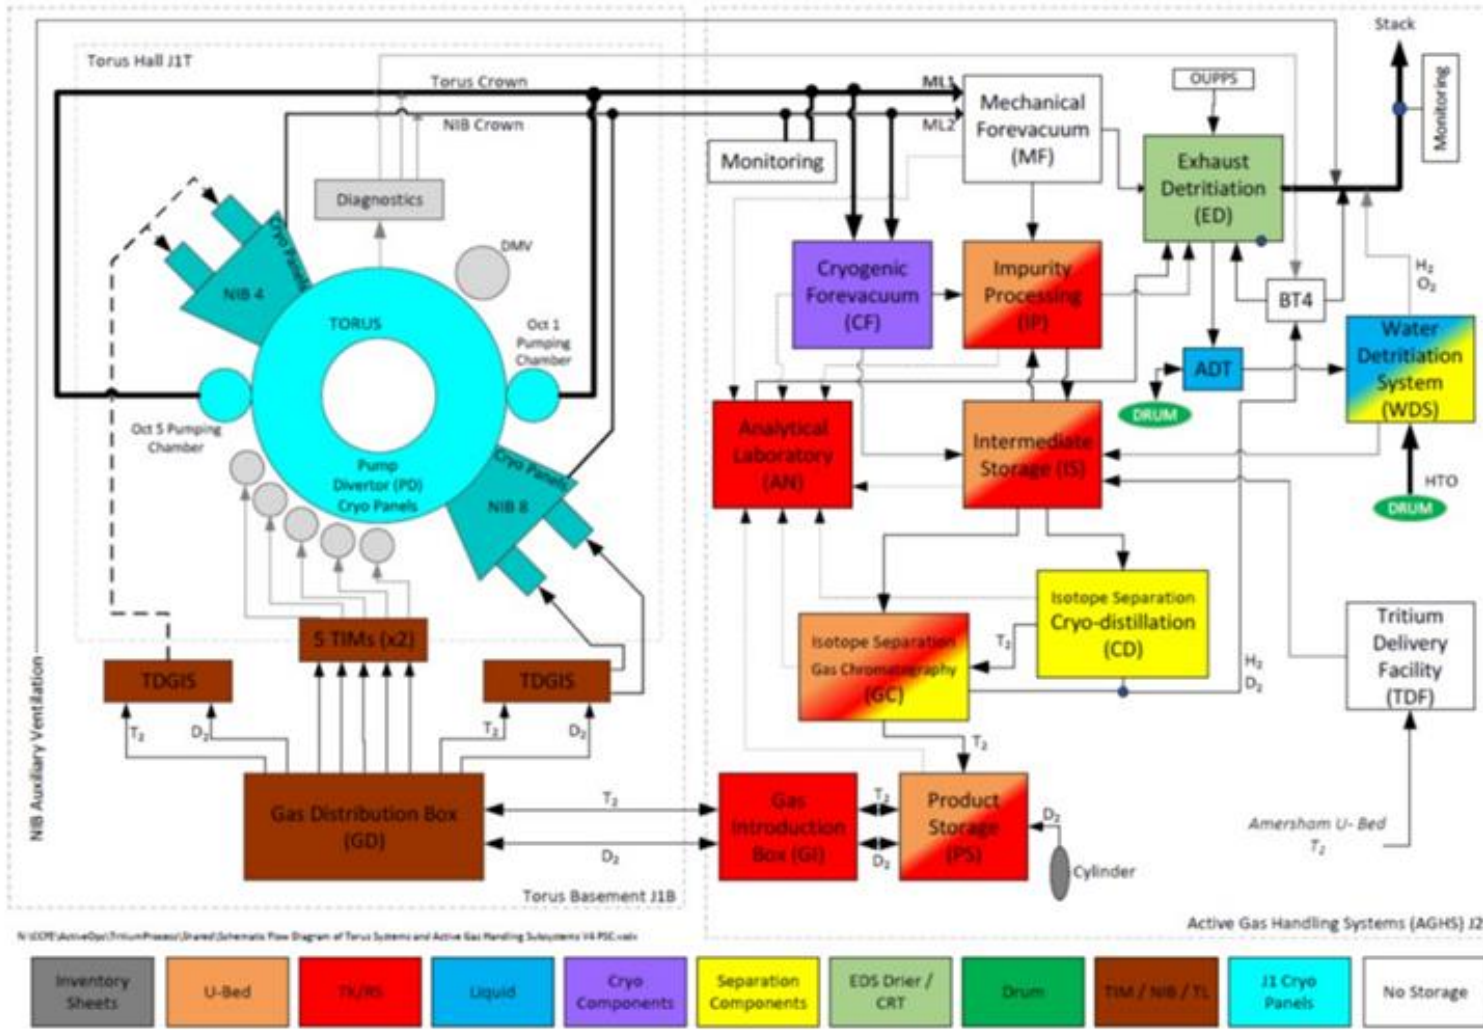 Stack
Torus Hall J1T
Torus Crown
ML1
NIB Crown
ML2
Mechanical
Forevacuum
(MF)
OUPPS
Monitoring
Monitoring
Exhaust
Detritiation
(ED)
Diagnostics
Cryo Panels
NIB 4
DMV
TORUS
Oct 1
Pumping
Chamber
Cryogenic
Forevacuum
(CF)
Impurity
Processing
(IP)
BT4
H₂
O₂
Water
Detritiation
System
(WDS)
ADT
DRUM
HTO
DRUM
Oct 5 Pumping
Chamber
Pump
Divertor (PD)
Cryo Panels
Cryo Panels
NIB 8
Analytical
Laboratory
(AN)
Intermediate
Storage (IS)
Isotope Separation
Cryo-distillation
(CD)
T₂
Isotope Separation
Gas Chromatography
(GC)
H₂
D₂
Tritium
Delivery
Facility
(TDF)
5 TIMs (x2)
TDGIS
TDGIS
T₂
D₂
T₂
D₂
T₂
NIB Auxiliary Ventilation
Gas Distribution Box
(GD)
T₂
D₂
Gas
Introduction
Box (GI)
T₂
D₂
Product
Storage
(PS)
D₂
Cylinder
Amersham U- Bed
T₂
Torus Basement J1B
Active Gas Handling Systems (AGHS) J2
Inventory
Sheets
U-Bed
Liquid
Cryo
Components
Separation
Components
EDS Drier /
CRT
Drum
TIM / NIB / TL
J1 Cryo
Panels
No Storage